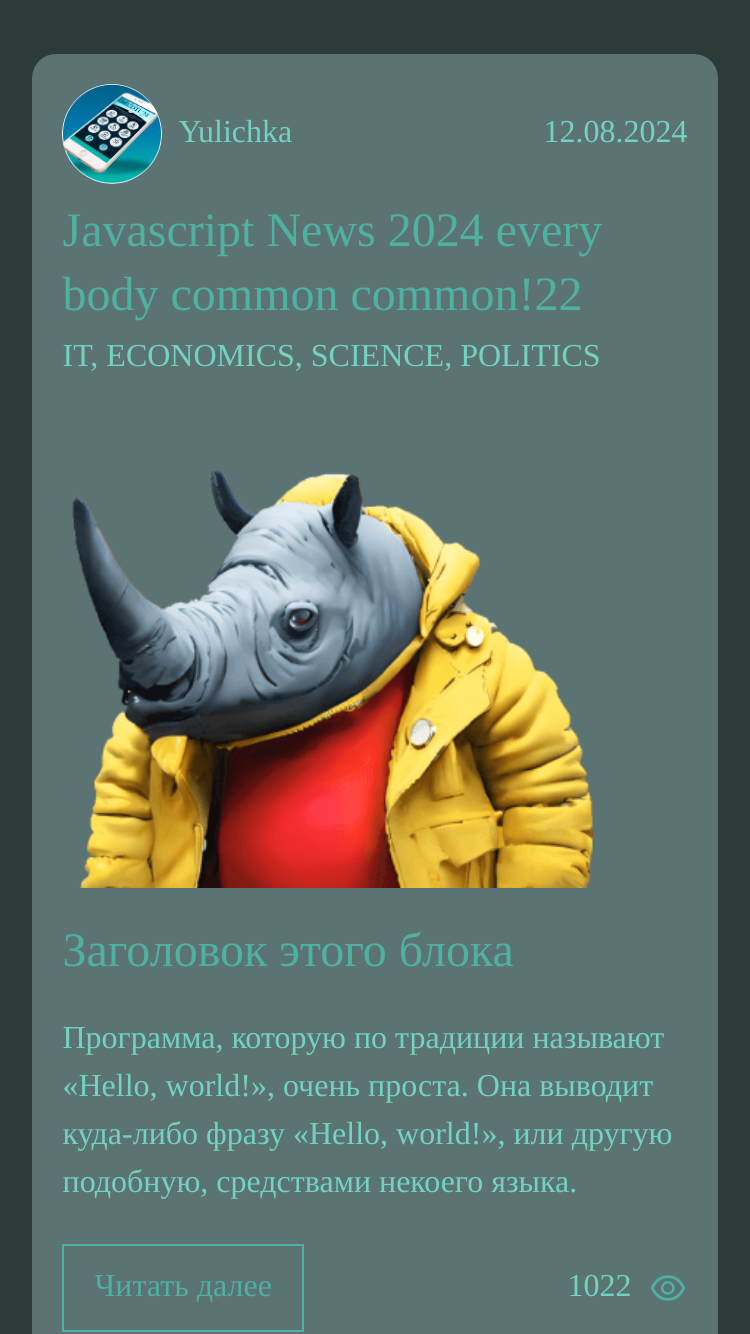 Yulichka
12.08.2024
Javascript News 2024 every
body common common!22
IT, ECONOMICS, SCIENCE, POLITICS
Заголовок этого блока
Программа, которую по традиции называют
«Hello, world!», очень проста. Она выводит
куда-либо фразу «Hello, world!», или другую
подобную, средствами некоего языка.
Читать далее
1022